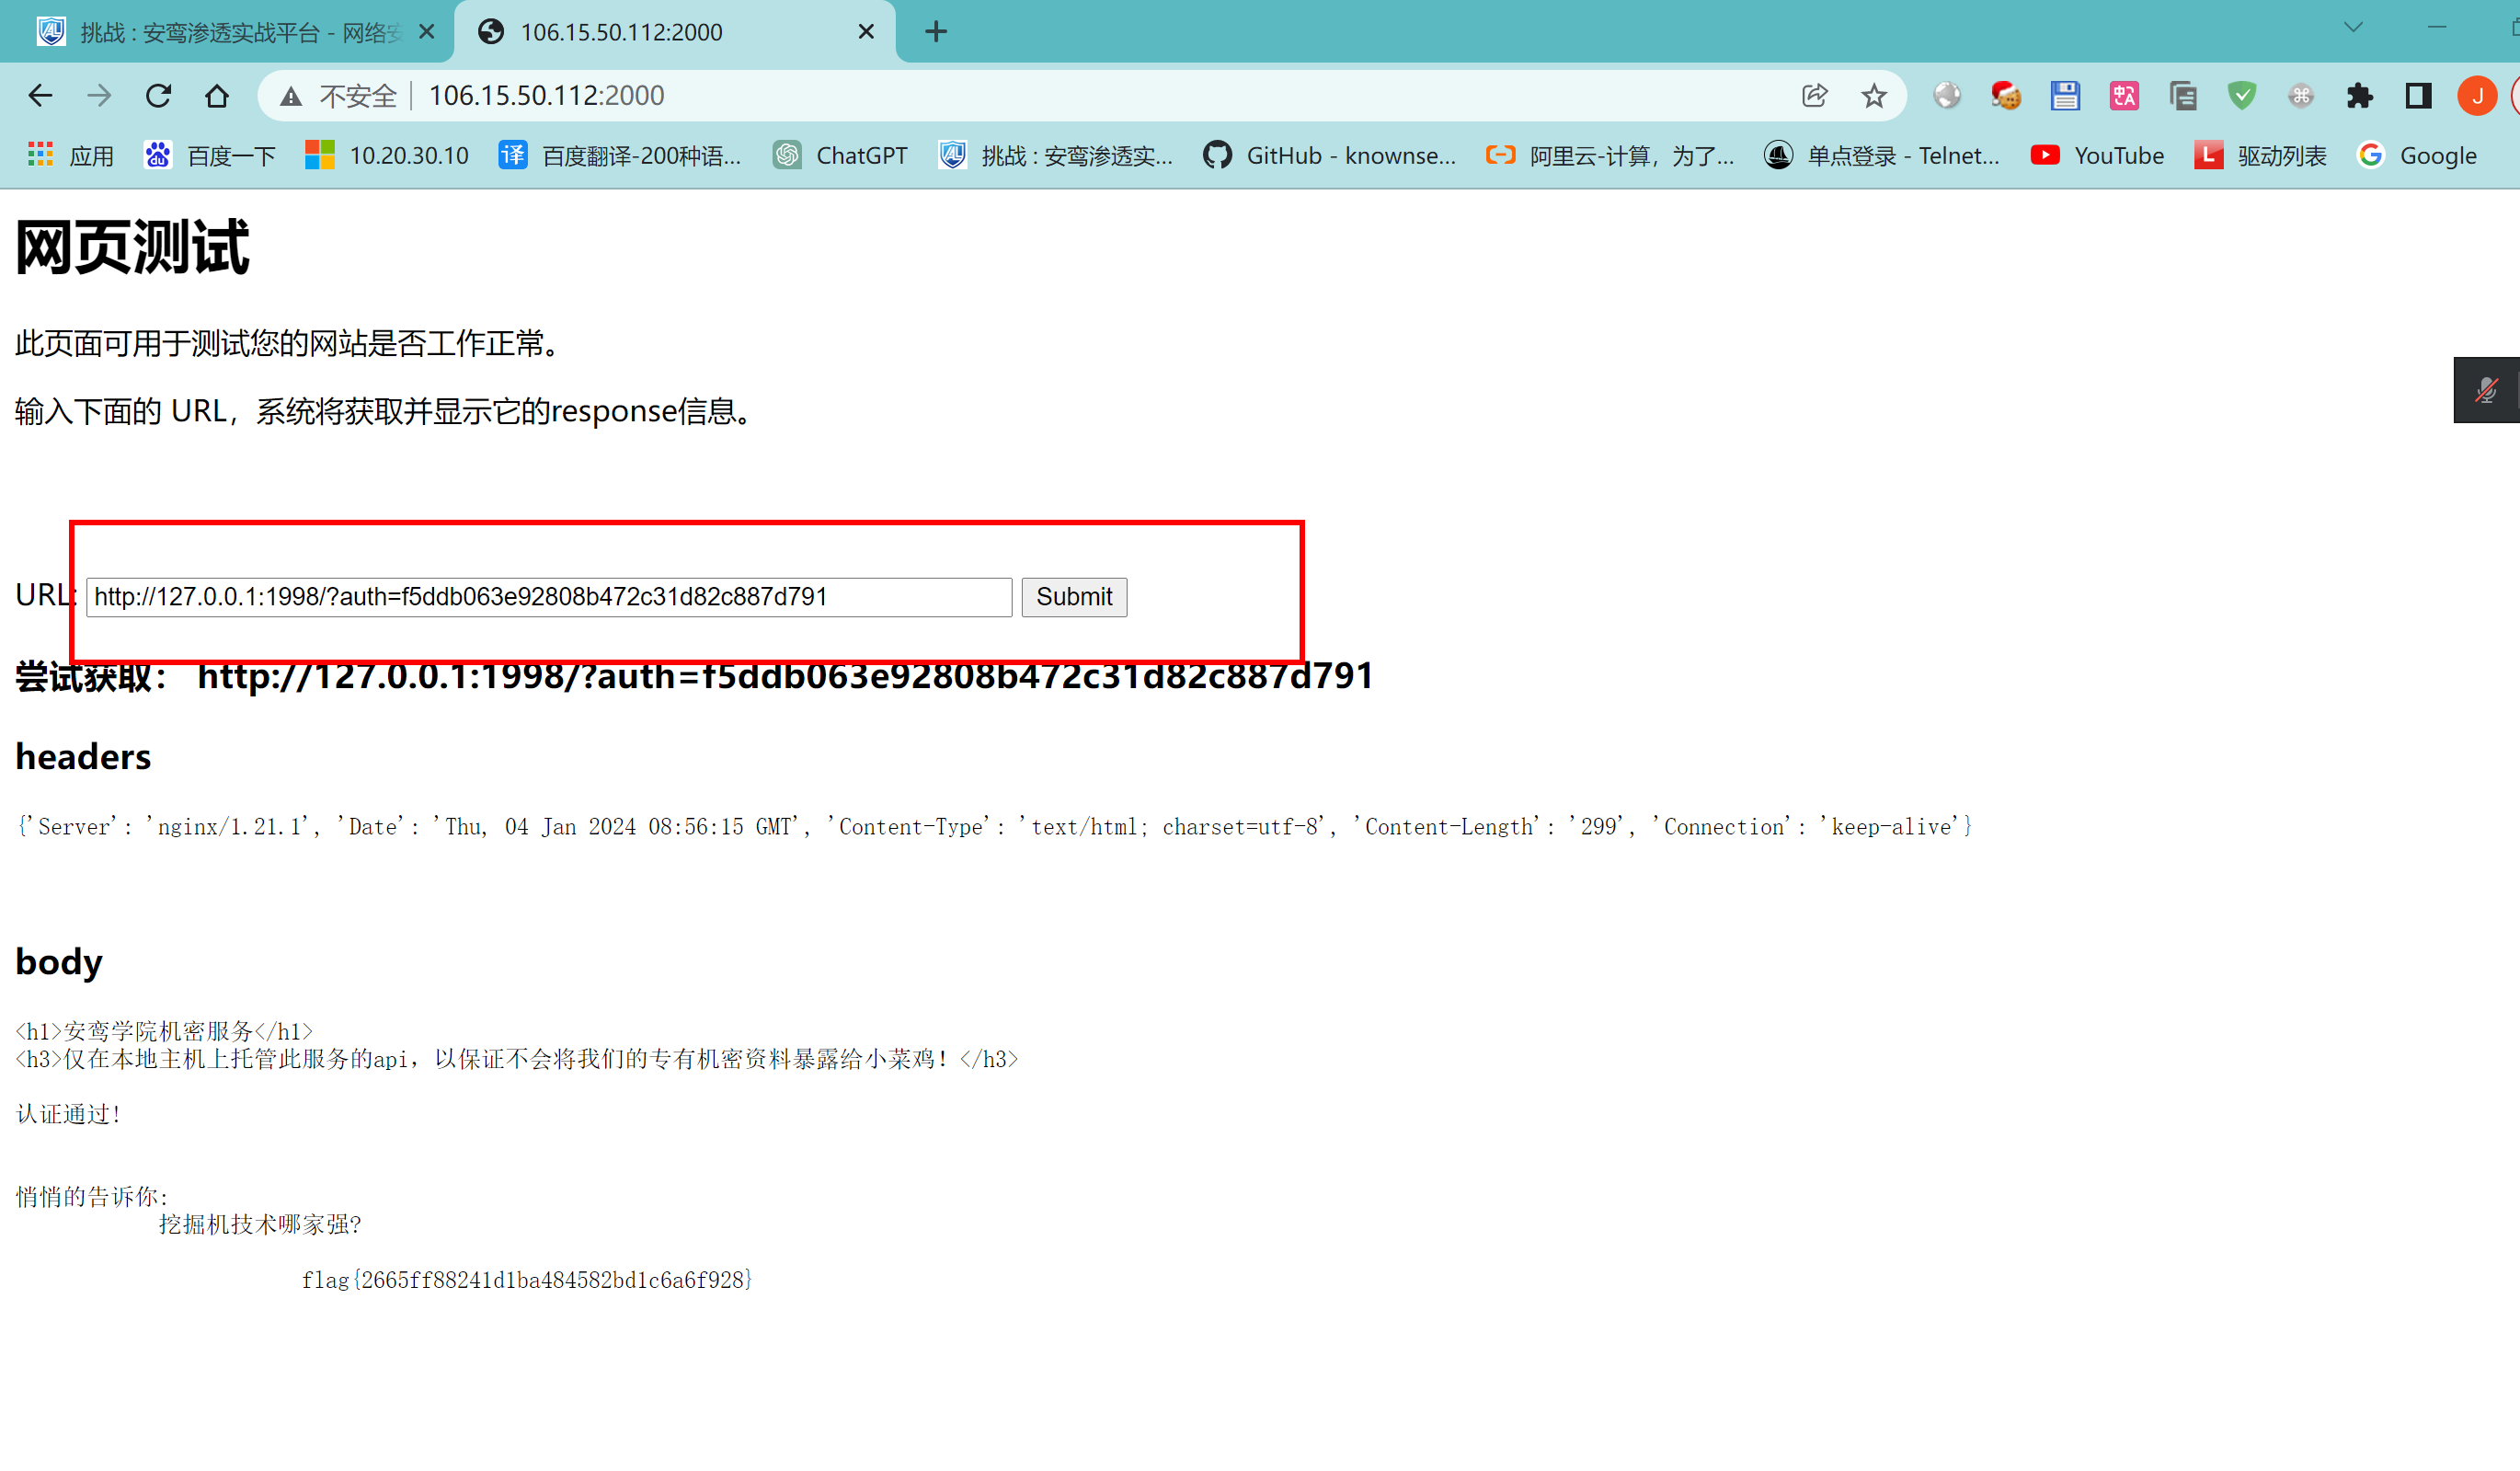 挑战 : 安鸾渗透实战平台 - 网络安
106.15.50.112:2000
不安全 106.15.50.112:2000
应用 百度一下 10.20.30.10 百度翻译-200种语... ChatGPT 挑战 : 安鸾渗透实... GitHub - knownse... 阿里云-计算，为了... 单点登录 - Telnet... YouTube 驱动列表 Google
网页测试
此页面可用于测试您的网站是否工作正常。
输入下面的 URL，系统将获取并显示它的response信息。
URL: http://127.0.0.1:1998/?auth=f5ddb063e92808b472c31d82c887d791 Submit
尝试获取： http://127.0.0.1:1998/?auth=f5ddb063e92808b472c31d82c887d791
headers
{'Server': 'nginx/1.21.1', 'Date': 'Thu, 04 Jan 2024 08:56:15 GMT', 'Content-Type': 'text/html; charset=utf-8', 'Content-Length': '299', 'Connection': 'keep-alive'}
body
<h1>安鸾学院机密服务</h1>
<h3>仅在本地主机上托管此服务的api，以保证不会将我们的专有机密资料暴露给小菜鸡！</h3>
认证通过！
悄悄的告诉你:
挖掘机技术哪家强?
flag{2665ff88241d1ba484582bd1c6a6f928}